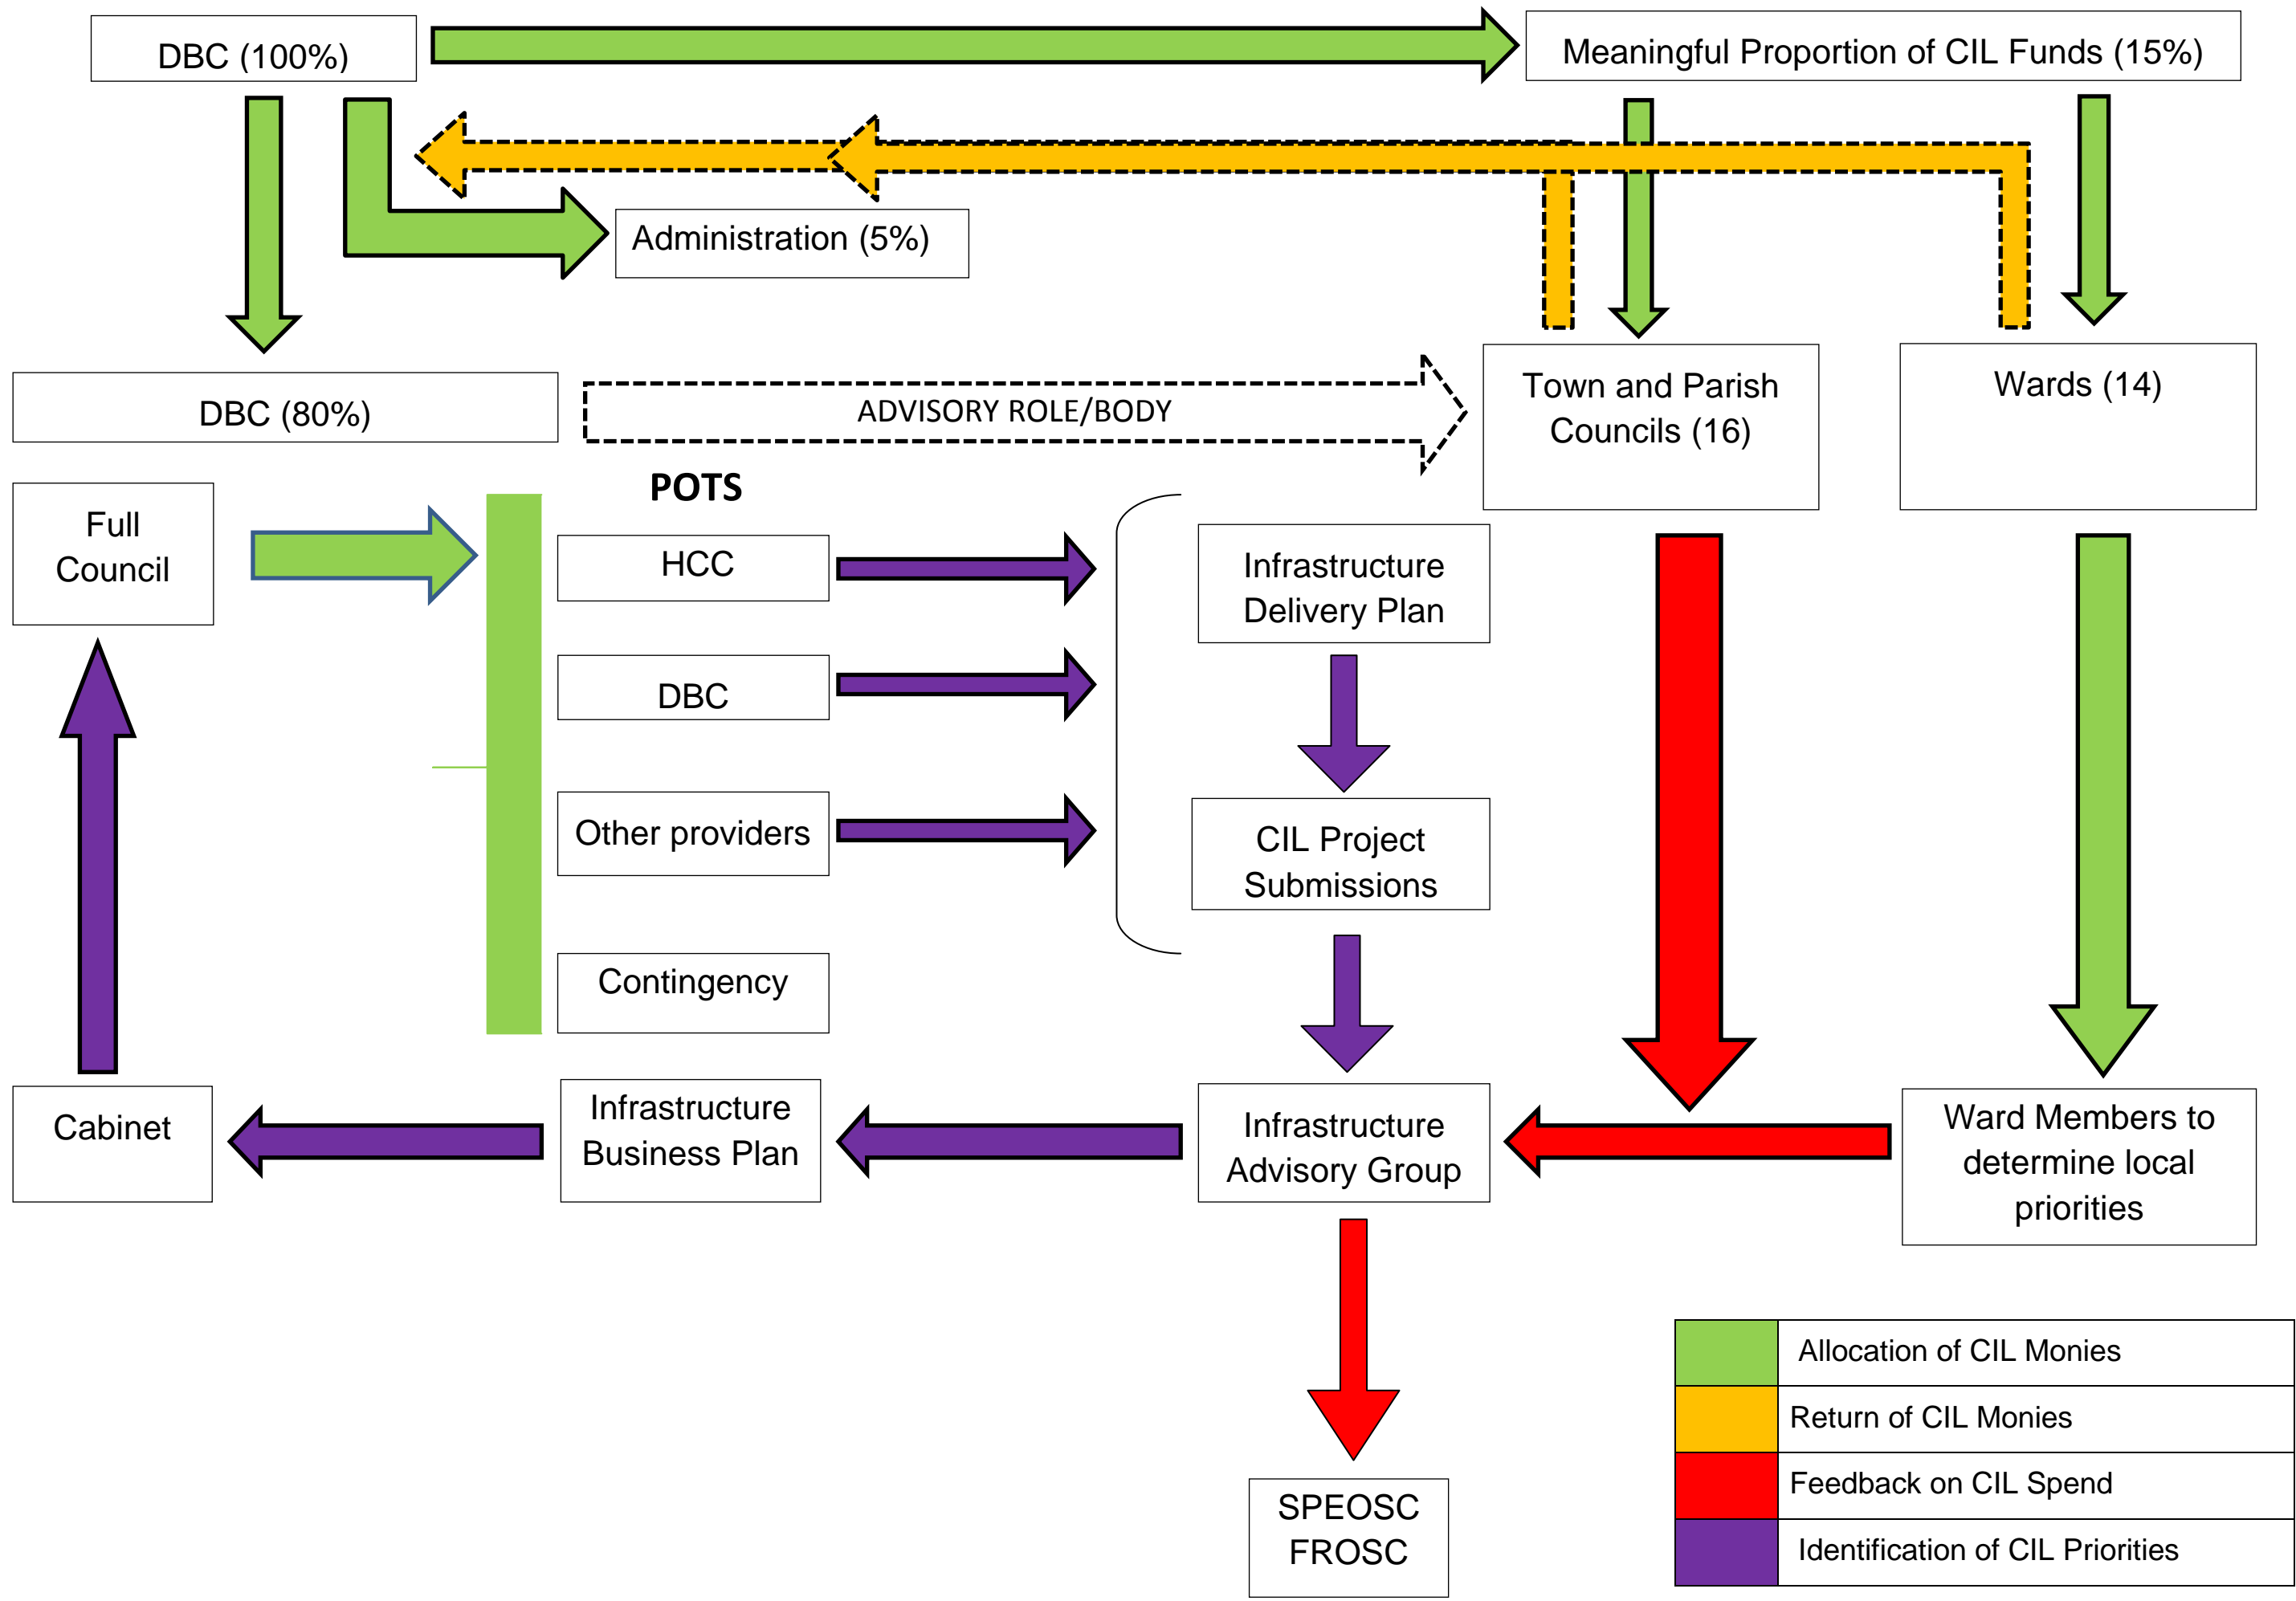 DBC (100%)
Meaningful Proportion of CIL Funds (15%)
Administration (5%)
DBC (80%)
ADVISORY ROLE/BODY
Town and Parish
Councils (16)
Wards (14)
POTS
Full
Council
HCC
Infrastructure
Delivery Plan
DBC
Other providers
CIL Project
Submissions
Contingency
Cabinet
Infrastructure
Business Plan
Infrastructure
Advisory Group
Ward Members to
determine local
priorities
SPEOSC
FROSC
Allocation of CIL Monies
Return of CIL Monies
Feedback on CIL Spend
Identification of CIL Priorities